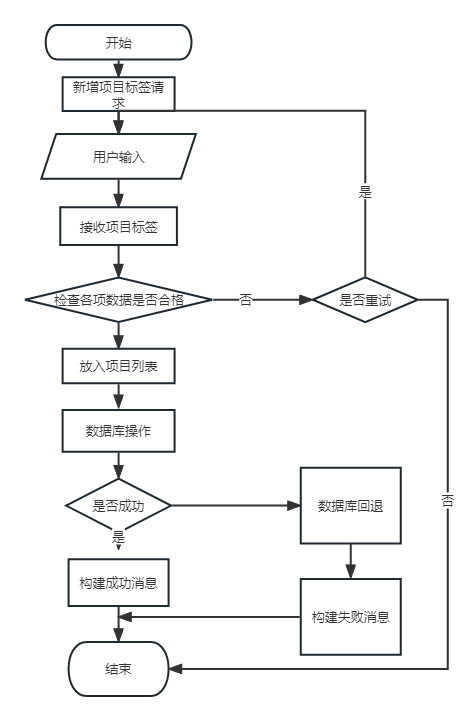 开始
新增项目标签请
求
用户输入
是
接收项目标签
检查各项数据是否合格
否
是否重试
放入项目列表
数据库操作
是否成功
数据库回退
否
是
构建成功消息
构建失败消息
结束